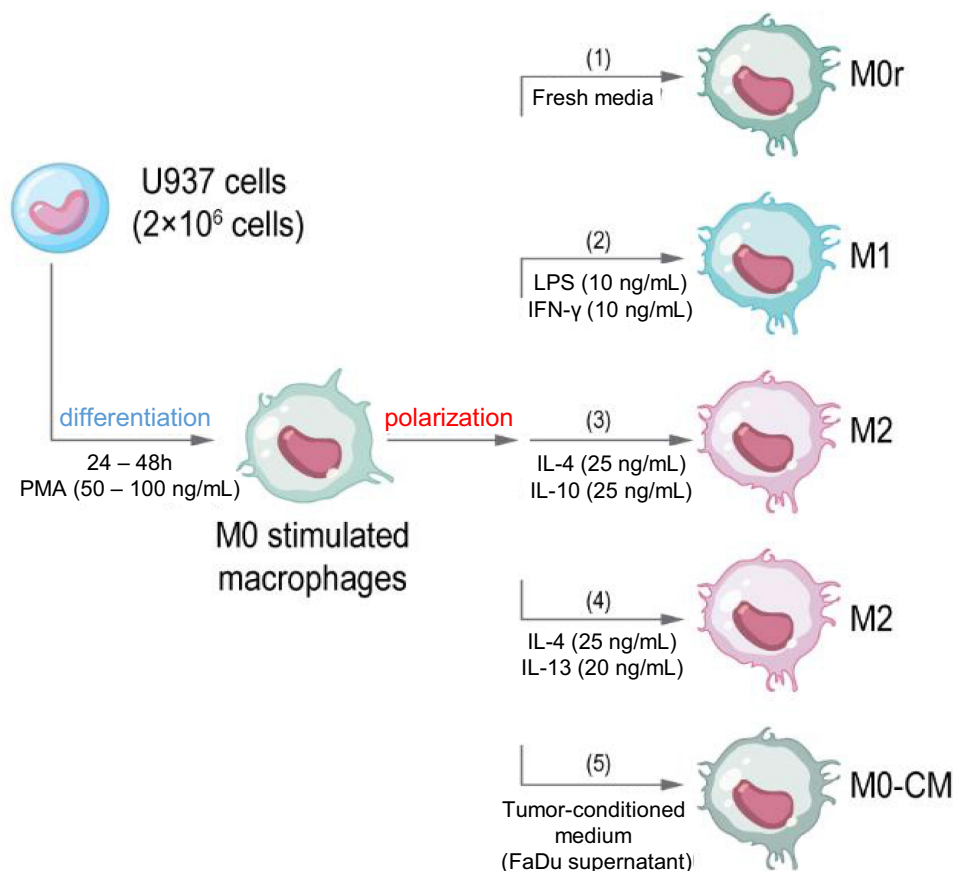 (1)
Fresh media
M0r
U937 cells
(2×10⁶ cells)
(2)
LPS (10 ng/mL)
IFN-γ (10 ng/mL)
M1
differentiation
24 – 48h
PMA (50 – 100 ng/mL)
M0 stimulated
macrophages
polarization
(3)
IL-4 (25 ng/mL)
IL-10 (25 ng/mL)
M2
(4)
IL-4 (25 ng/mL)
IL-13 (20 ng/mL)
M2
(5)
Tumor-conditioned
medium
(FaDu supernatant)
M0-CM